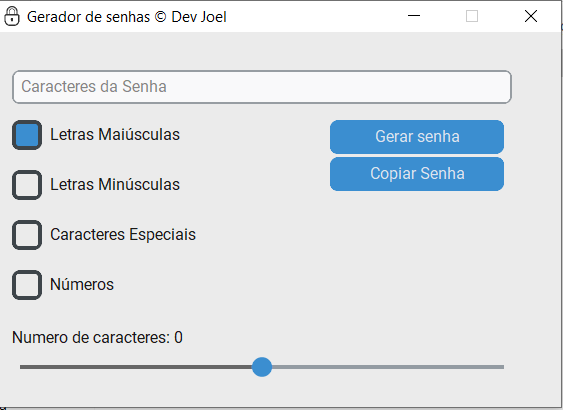 Gerador de senhas © Dev Joel
Caracteres da Senha
Letras Maiúsculas
Gerar senha
Copiar Senha
Letras Minúsculas
Caracteres Especiais
Números
Numero de caracteres: 0